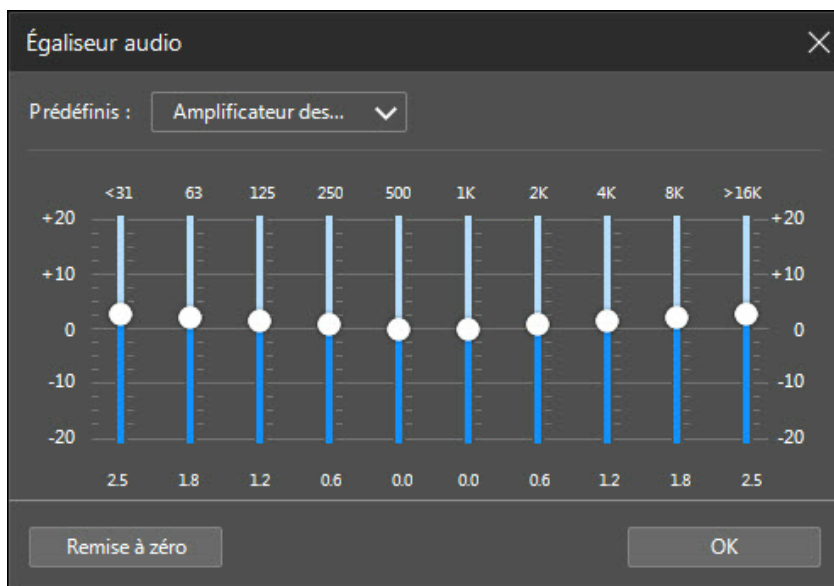 Égaliseur audio
Prédéfinis : Amplificateur des...
<31 63 125 250 500 1K 2K 4K 8K >16K
+20 +20
+10 +10
0 0
-10 -10
-20 -20
2.5 1.8 1.2 0.6 0.0 0.0 0.6 1.2 1.8 2.5
Remise à zéro OK